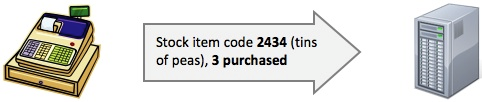 Stock item code 2434 (tins
of peas), 3 purchased